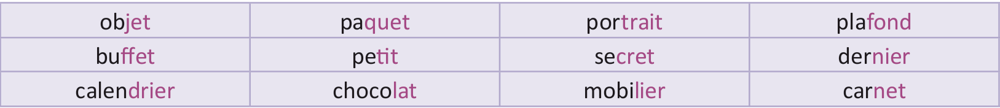 objet paquet portrait plafond
buffet petit secret dernier
calendrier chocolat mobilier carnet